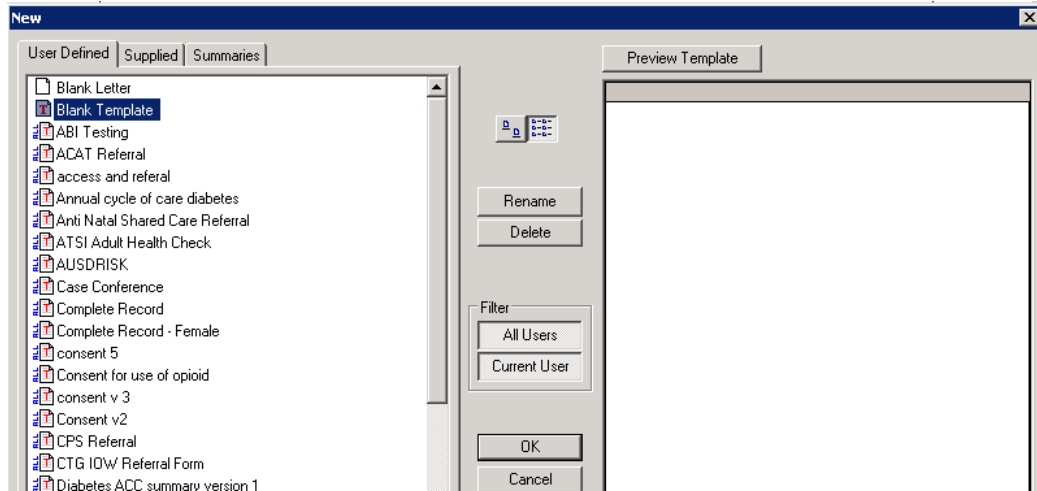 New
User Defined Supplied Summaries
Preview Template
Blank Letter
Blank Template
ABI Testing
ACAT Referral
access and referal
Annual cycle of care diabetes
Anti Natal Shared Care Referral
ATSI Adult Health Check
AUSDRISK
Case Conference
Complete Record
Complete Record - Female
consent 5
Consent for use of opioid
consent v 3
Consent v2
CPS Referral
CTG IOW Referral Form
Diabetes ACC summary version 1
Rename
Delete
Filter
All Users
Current User
OK
Cancel